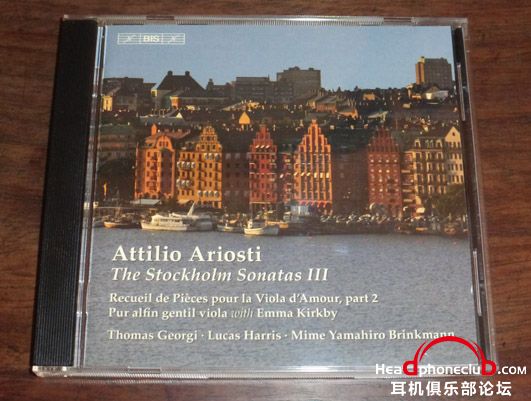 BIS
Attilio Ariosti
The Stockholm Sonatas III
Recueil de Pièces pour la Viola d'Amour, part 2
Pur alfin gentil viola with Emma Kirkby
Thomas Georgi · Lucas Harris · Mime Yamahiro Brinkmann
Headphoneclub.com
耳机俱乐部论坛